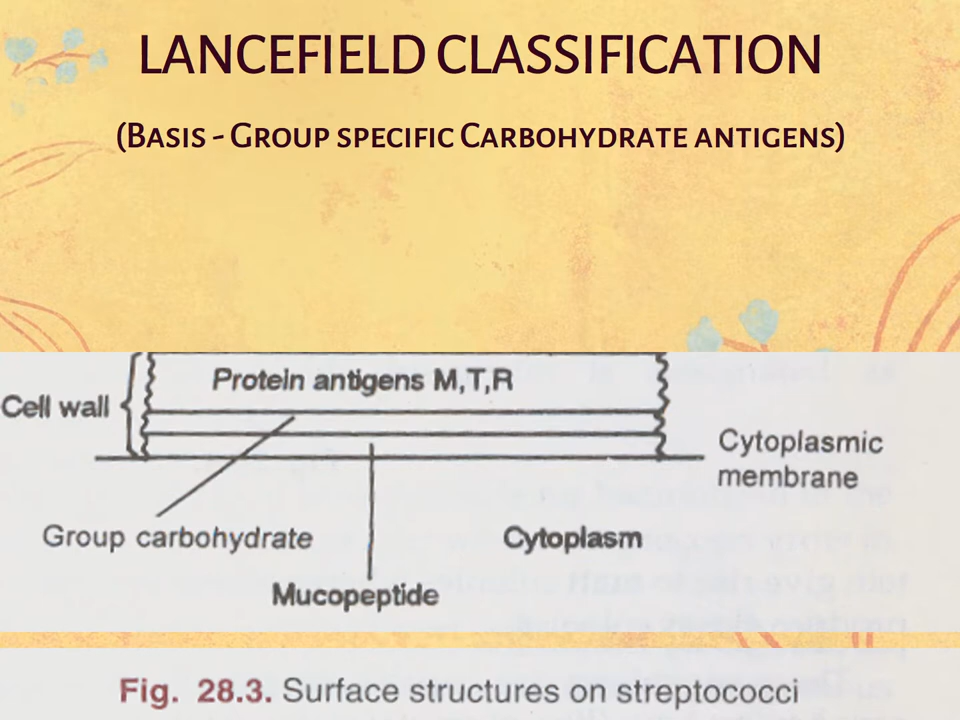 LANCEFIELD CLASSIFICATION
(BASIS - GROUP SPECIFIC CARBOHYDRATE ANTIGENS)
Protein antigens M,T,R
Cell wall
Cytoplasmic
membrane
Group carbohydrate
Cytoplasm
Mucopeptide
Fig. 28.3. Surface structures on streptococci